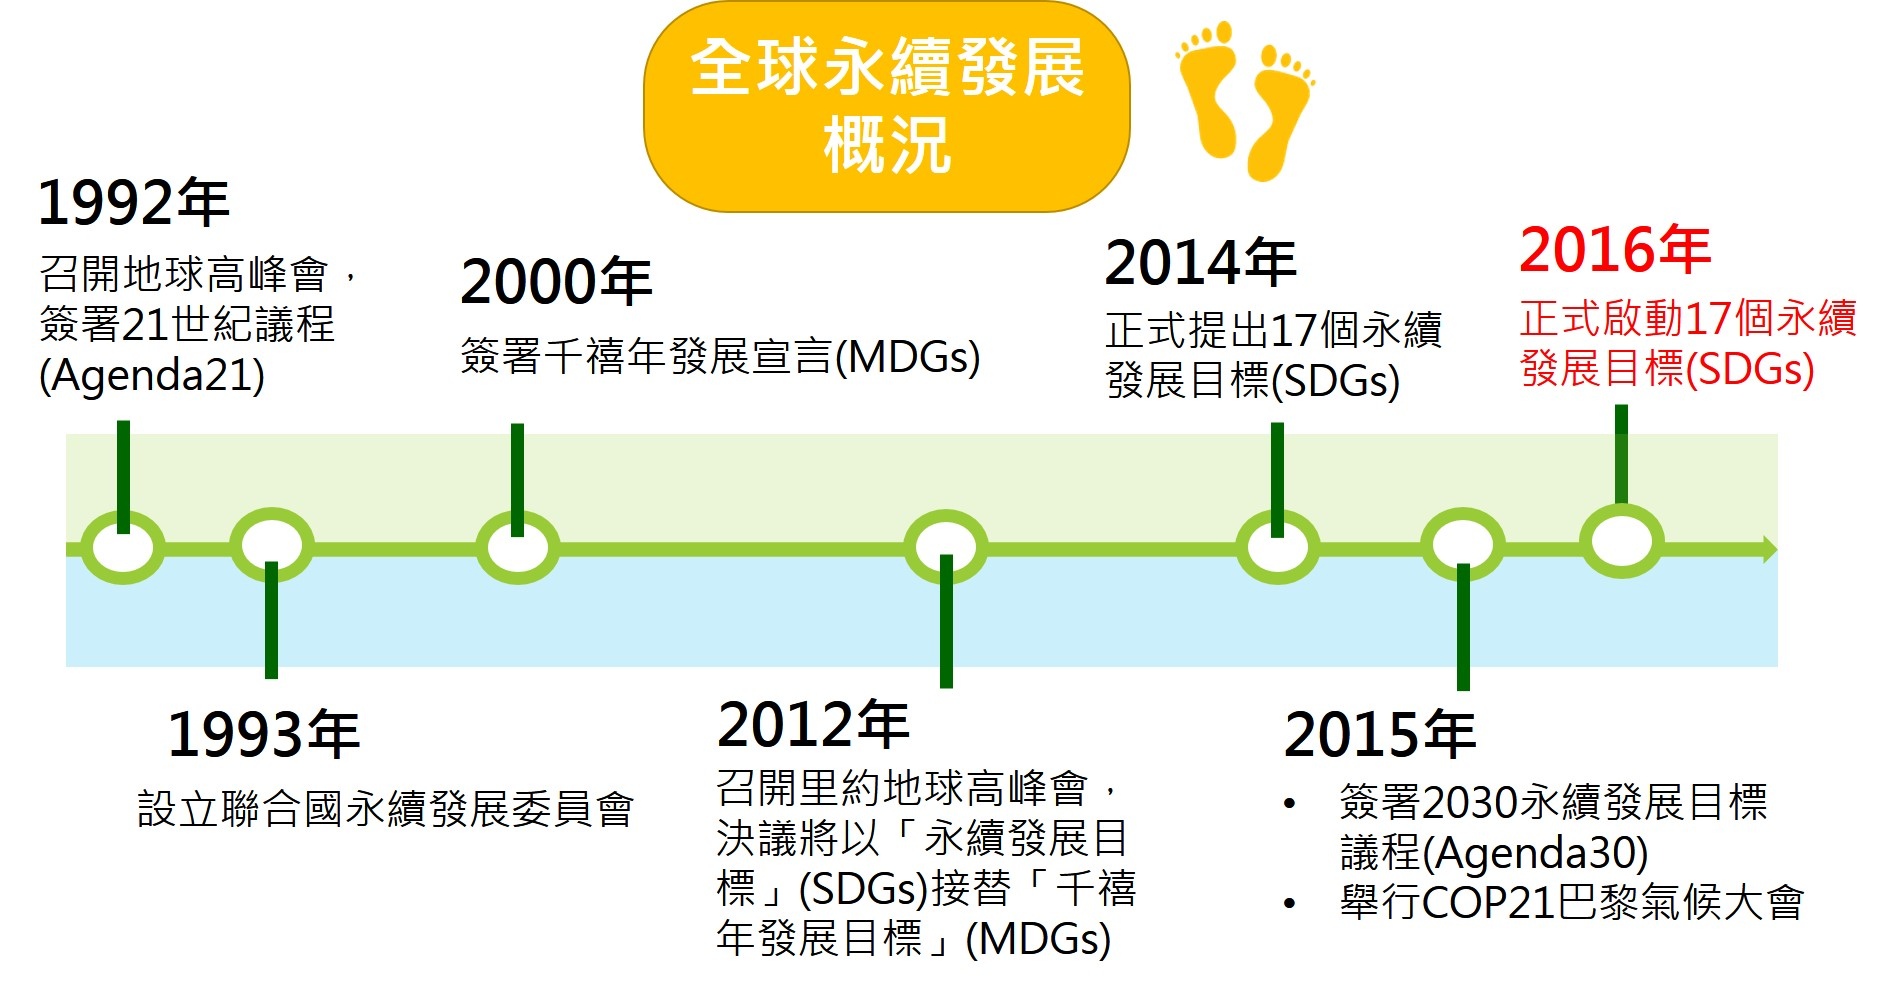 全球永續發展
概況
1992年
召開地球高峰會，
簽署21世紀議程
(Agenda21)
1993年
設立聯合國永續發展委員會
2000年
簽署千禧年發展宣言(MDGs)
2012年
召開里約地球高峰會，
決議將以「永續發展目
標」(SDGs)接替「千禧
年發展目標」(MDGs)
2014年
正式提出17個永續
發展目標(SDGs)
2015年
• 簽署2030永續發展目標
議程(Agenda30)
• 舉行COP21巴黎氣候大會
2016年
正式啟動17個永續
發展目標(SDGs)